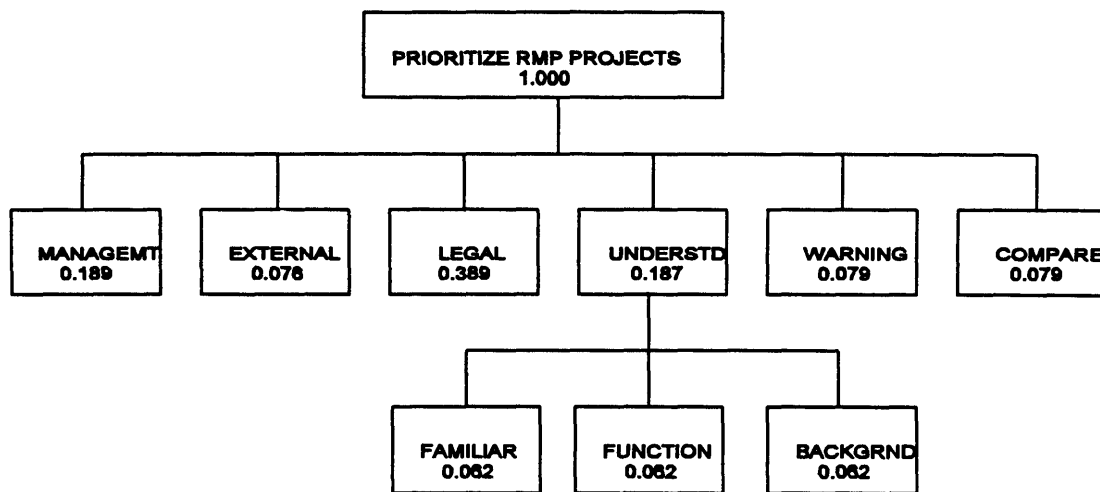 PRIORITIZE RMP PROJECTS
1.000
MANAGEMT
0.189
EXTERNAL
0.076
LEGAL
0.389
UNDERSTD
0.187
WARNING
0.079
COMPARE
0.079
FAMILIAR
0.062
FUNCTION
0.062
BACKGRND
0.062